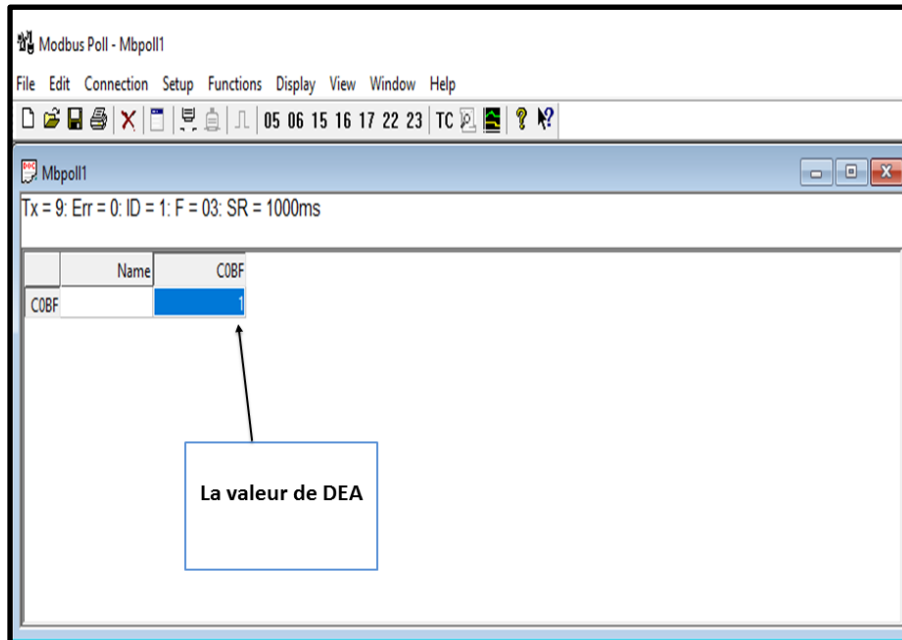 Modbus Poll - Mbpoll1
File Edit Connection Setup Functions Display View Window Help
05 06 15 16 17 22 23 TC
Mbpoll1
Tx = 9: Err = 0: ID = 1: F = 03: SR = 1000ms
Name C0BF
C0BF 1
La valeur de DEA